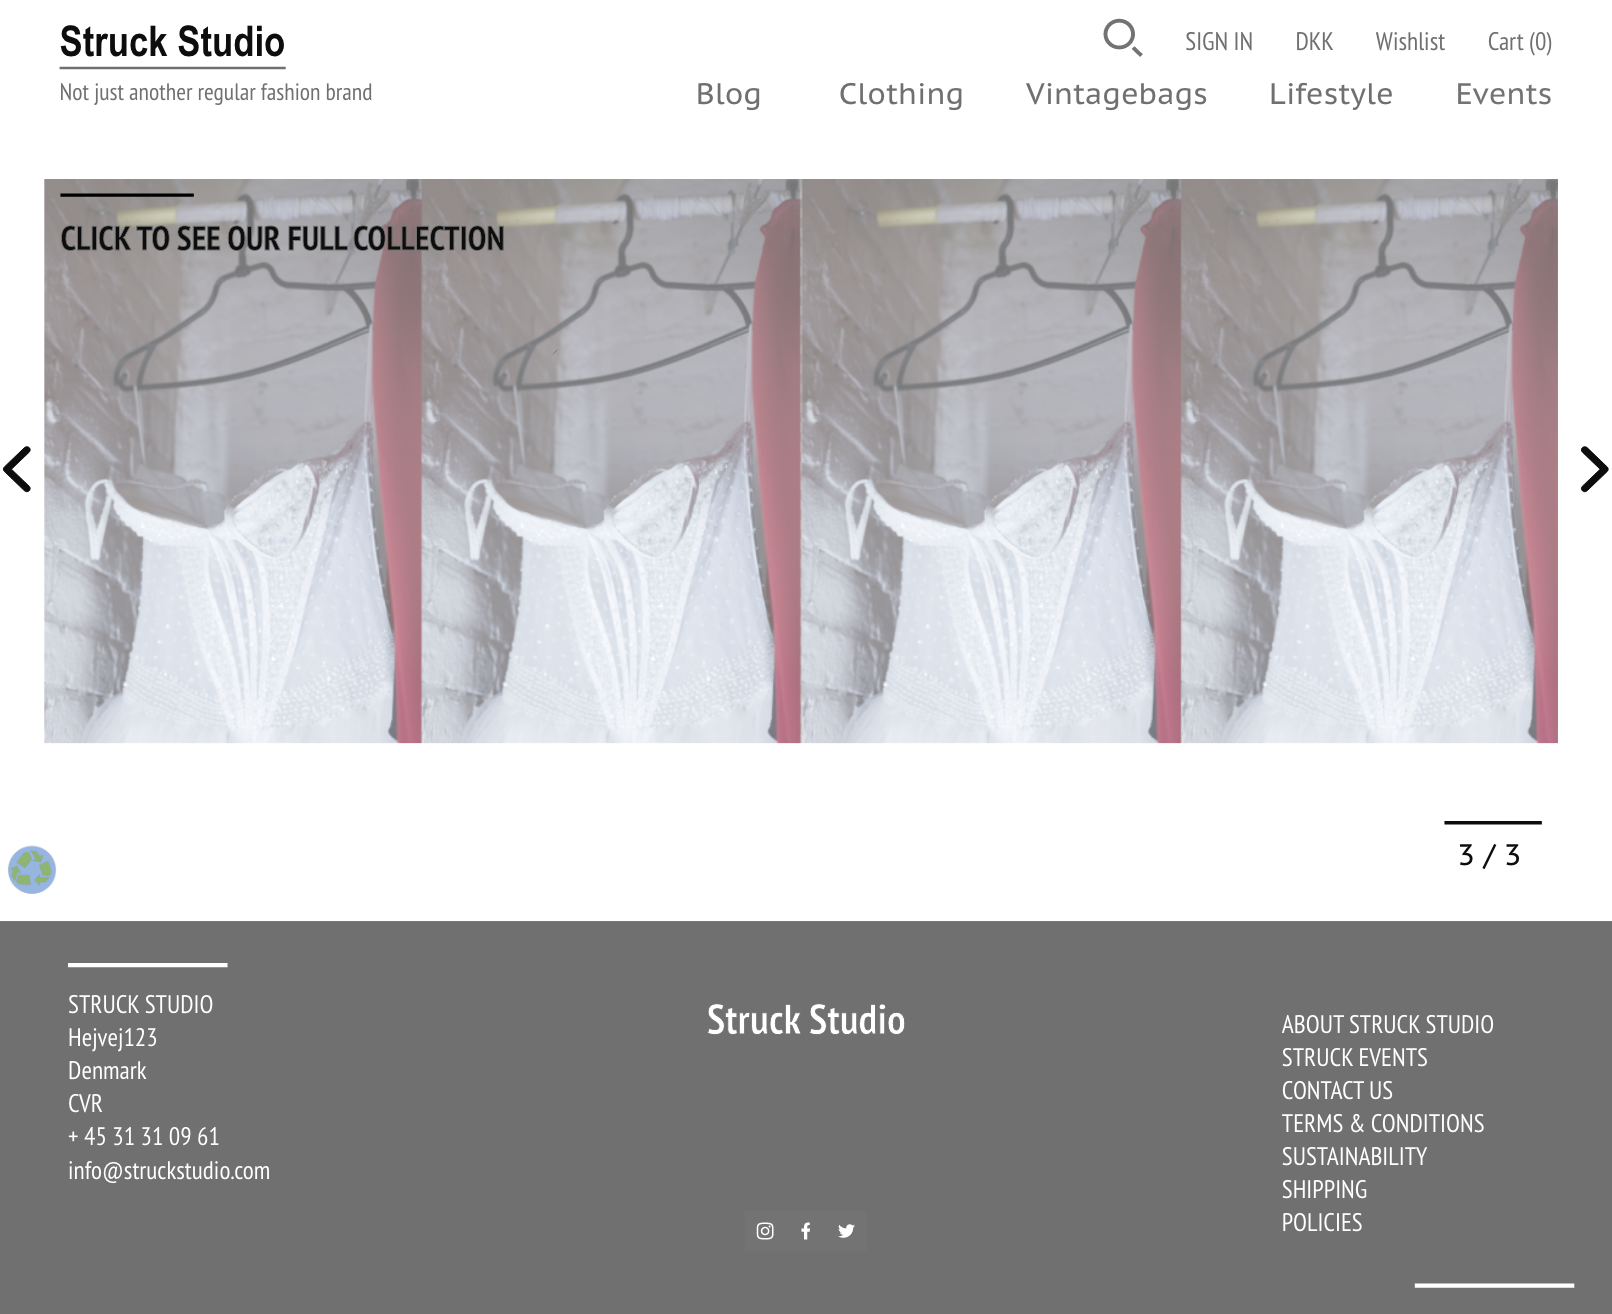 Struck Studio
SIGN IN
DKK
Wishlist
Cart (0)
Not just another regular fashion brand
Blog
Clothing
Vintagebags
Lifestyle
Events
CLICK TO SEE OUR FULL COLLECTION
3 / 3
STRUCK STUDIO
Hejvej123
Denmark
CVR
+ 45 31 31 09 61
info@struckstudio.com
Struck Studio
ABOUT STRUCK STUDIO
STRUCK EVENTS
CONTACT US
TERMS & CONDITIONS
SUSTAINABILITY
SHIPPING
POLICIES